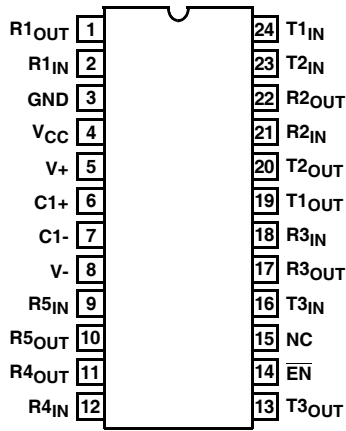 R1OUT 1 24 T1IN
R1IN 2 23 T2IN
GND 3 22 R2OUT
VCC 4 21 R2IN
V+ 5 20 T2OUT
C1+ 6 19 T1OUT
C1- 7 18 R3IN
V- 8 17 R3OUT
R5IN 9 16 T3IN
R5OUT 10 15 NC
R4OUT 11 14 E̅N̅
R4IN 12 13 T3OUT